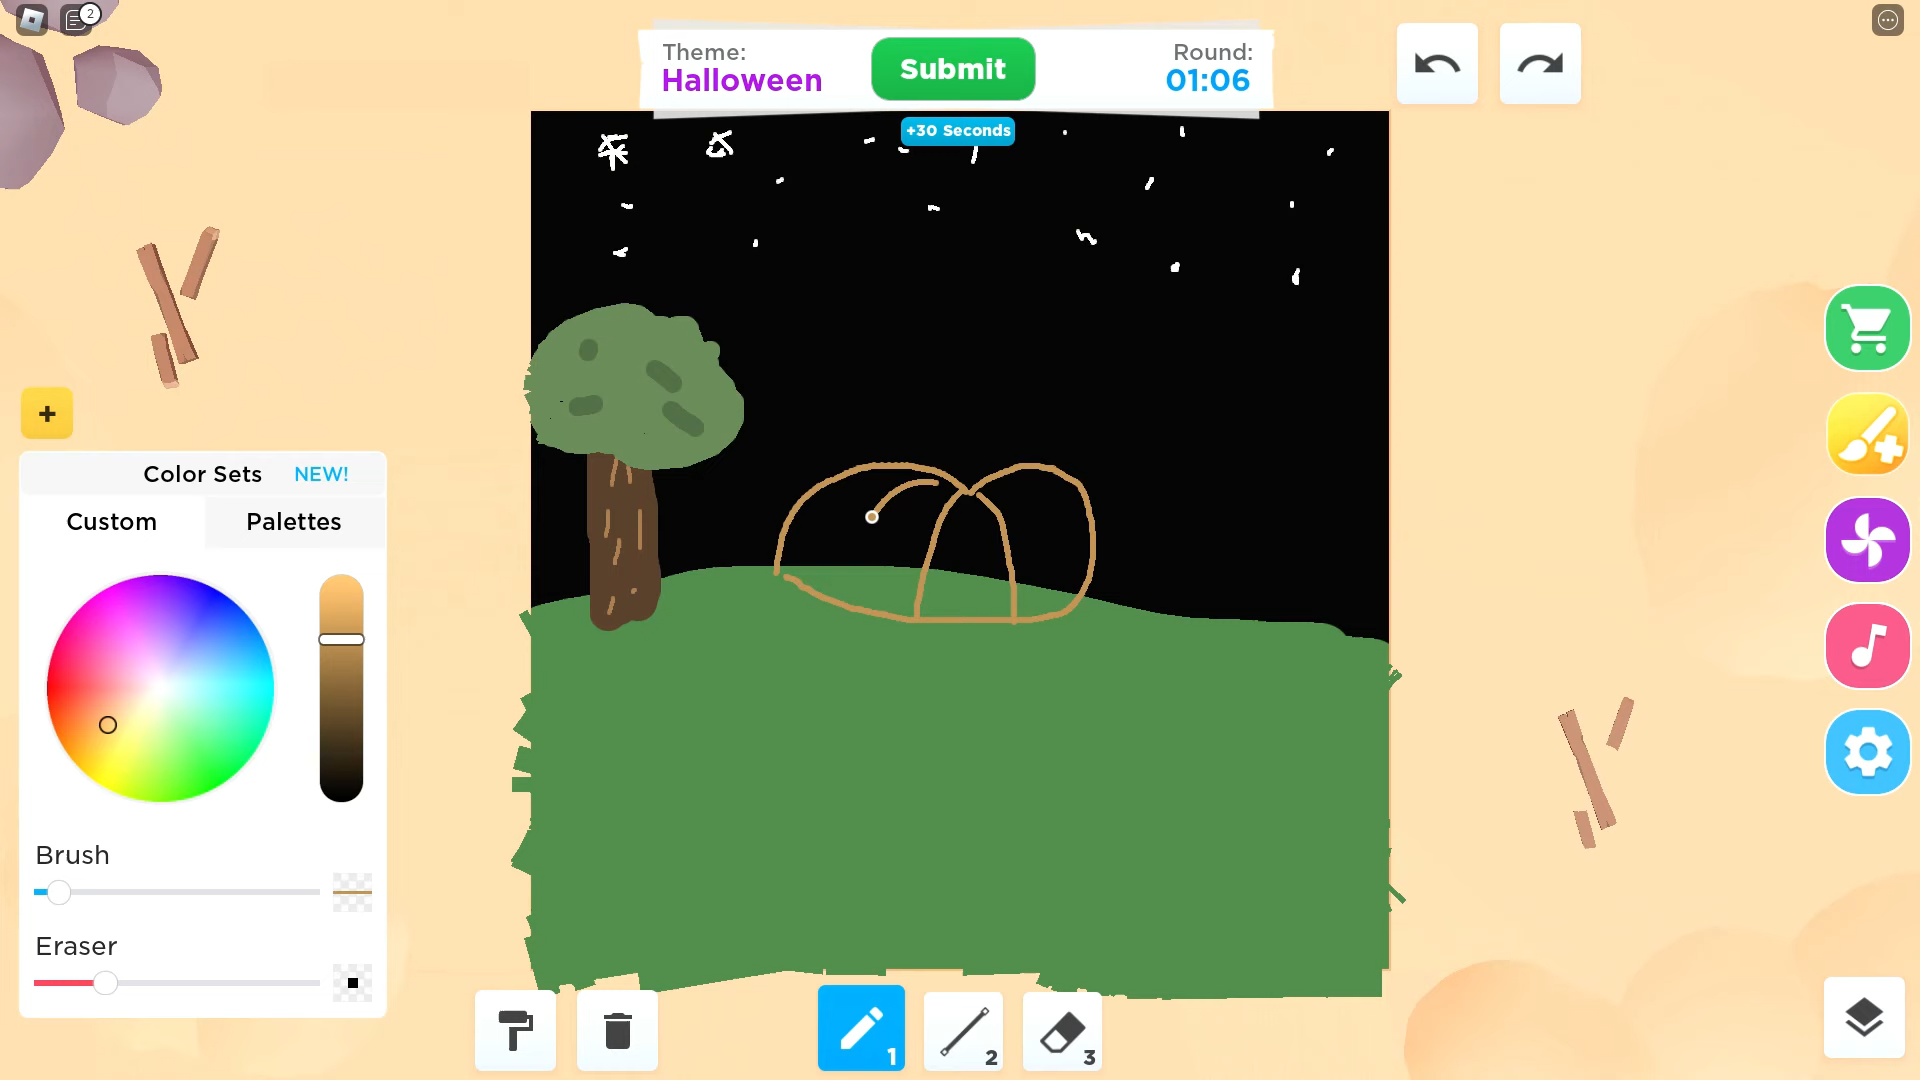 2
Theme:
Halloween
Submit
Round:
01:06
+30 Seconds
+
Color Sets NEW!
Custom Palettes
Brush
Eraser
1
2
3